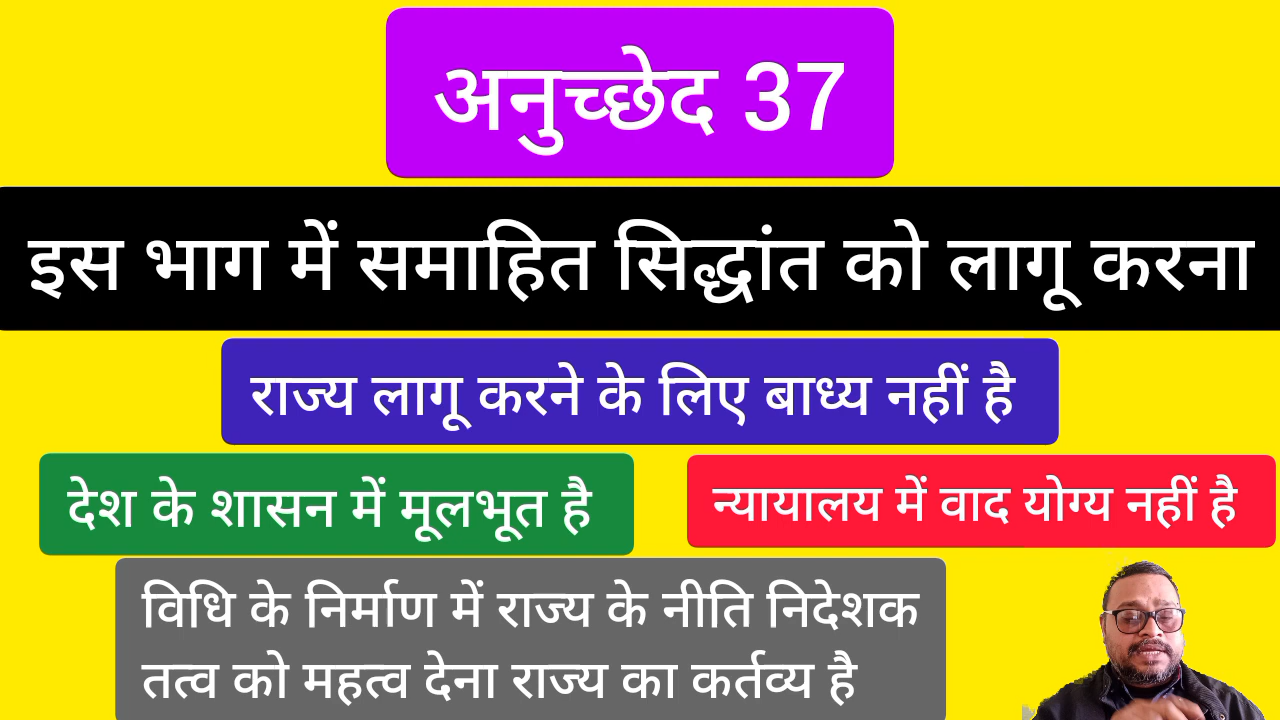 अनुच्छेद 37
इस भाग में समाहित सिद्धांत को लागू करना
राज्य लागू करने के लिए बाध्य नहीं है
देश के शासन में मूलभूत है
न्यायालय में वाद योग्य नहीं है
विधि के निर्माण में राज्य के नीति निदेशक
तत्व को महत्व देना राज्य का कर्तव्य है